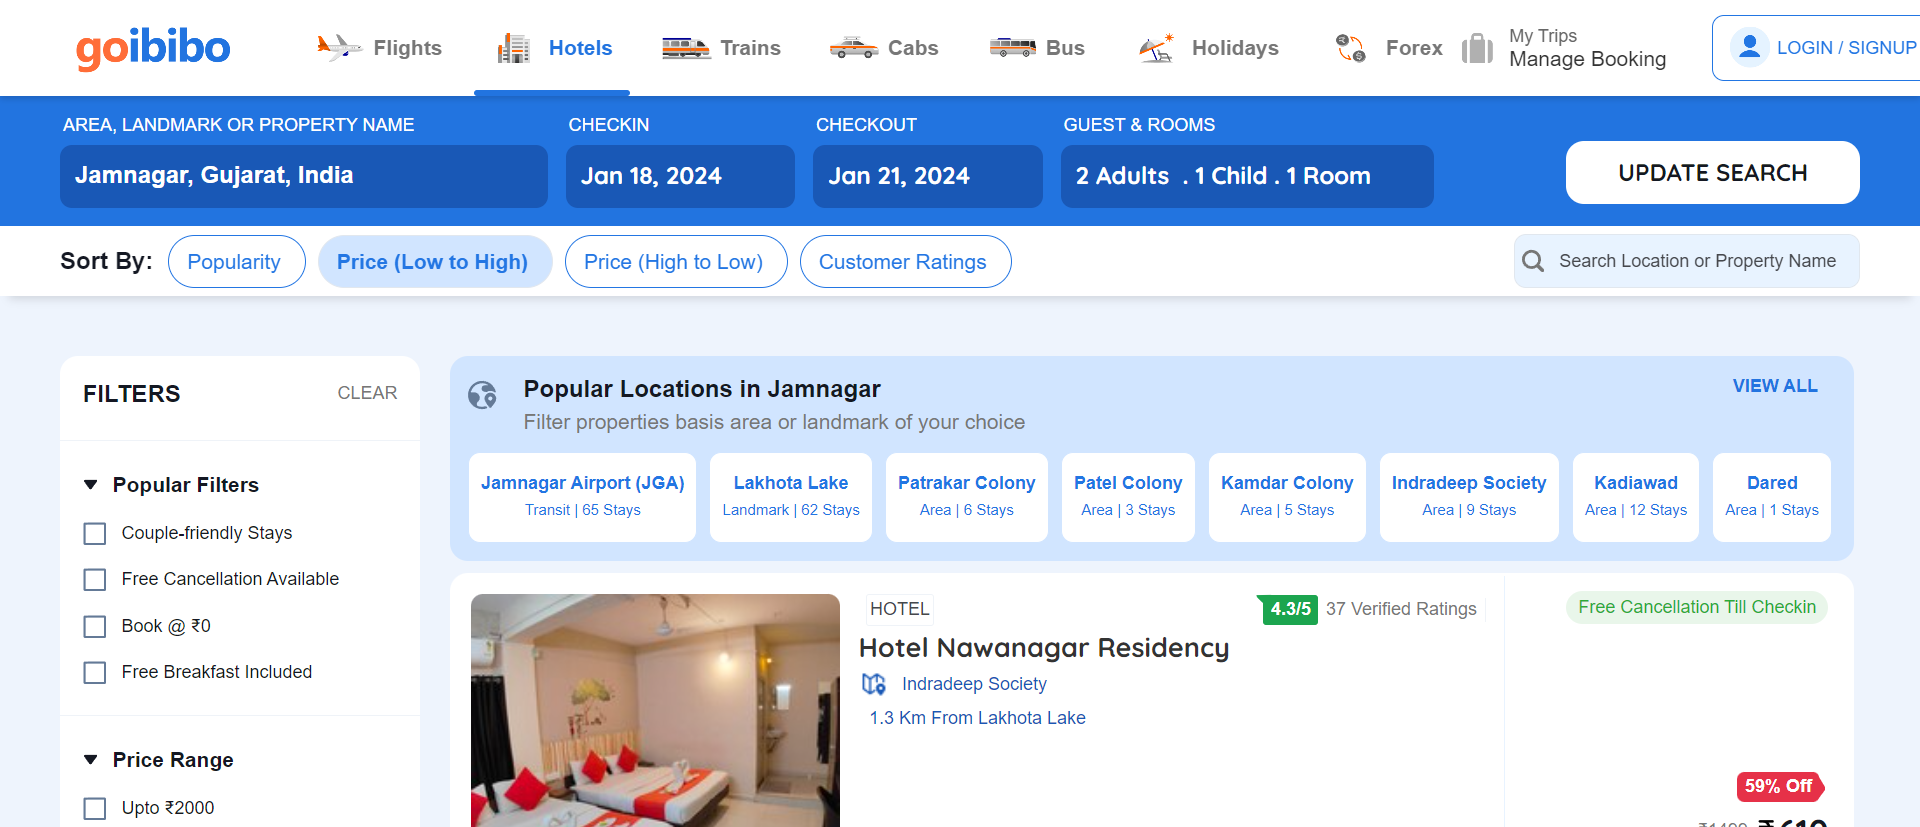 goibibo
Flights
Hotels
Trains
Cabs
Bus
Holidays
Forex
My Trips
Manage Booking
LOGIN / SIGNUP
AREA, LANDMARK OR PROPERTY NAME
Jamnagar, Gujarat, India
CHECKIN
Jan 18, 2024
CHECKOUT
Jan 21, 2024
GUEST & ROOMS
2 Adults . 1 Child . 1 Room
UPDATE SEARCH
Sort By:
Popularity
Price (Low to High)
Price (High to Low)
Customer Ratings
Search Location or Property Name
FILTERS
CLEAR
Popular Filters
Couple-friendly Stays
Free Cancellation Available
Book @ ₹0
Free Breakfast Included
Price Range
Upto ₹2000
Popular Locations in Jamnagar
Filter properties basis area or landmark of your choice
VIEW ALL
Jamnagar Airport (JGA)
Transit | 65 Stays
Lakhota Lake
Landmark | 62 Stays
Patrakar Colony
Area | 6 Stays
Patel Colony
Area | 3 Stays
Kamdar Colony
Area | 5 Stays
Indradeep Society
Area | 9 Stays
Kadiawad
Area | 12 Stays
Dared
Area | 1 Stays
HOTEL
4.3/5
37 Verified Ratings
Hotel Nawanagar Residency
Indradeep Society
1.3 Km From Lakhota Lake
Free Cancellation Till Checkin
59% Off